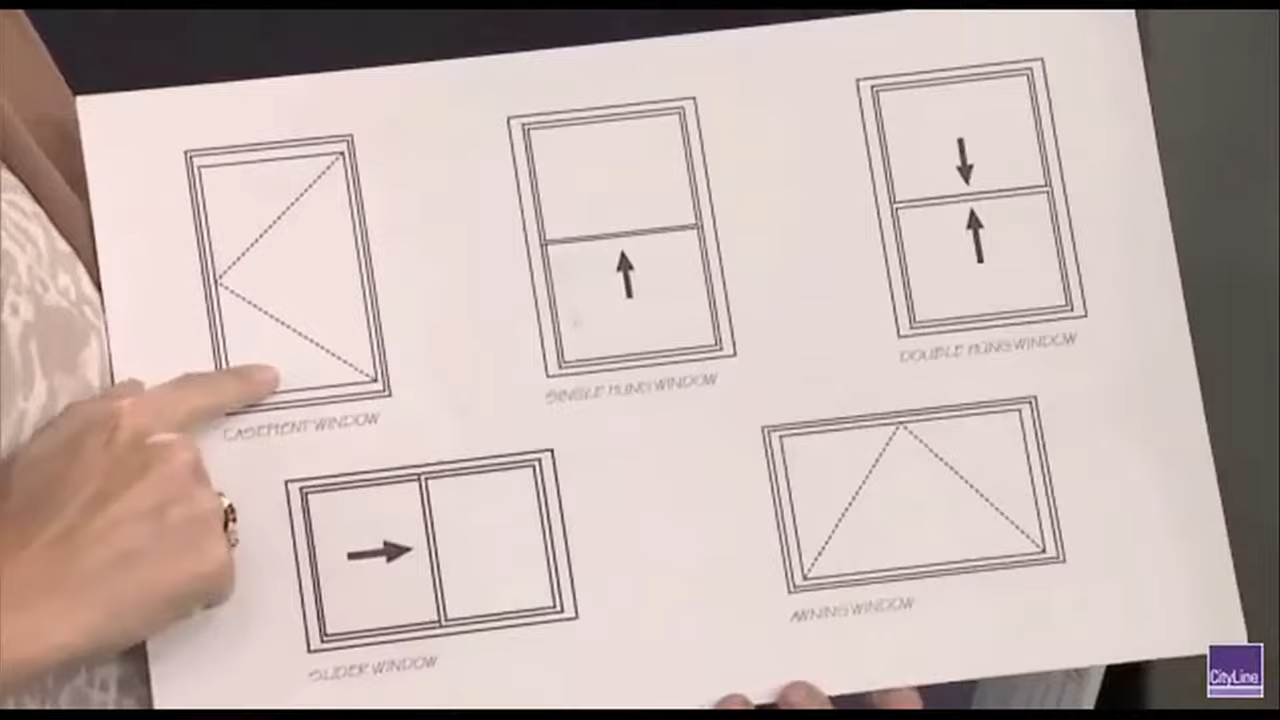 CASEMENT WINDOW
SINGLE HUNG WINDOW
DOUBLE HUNG WINDOW
SLIDER WINDOW
AWNING WINDOW
CityLine